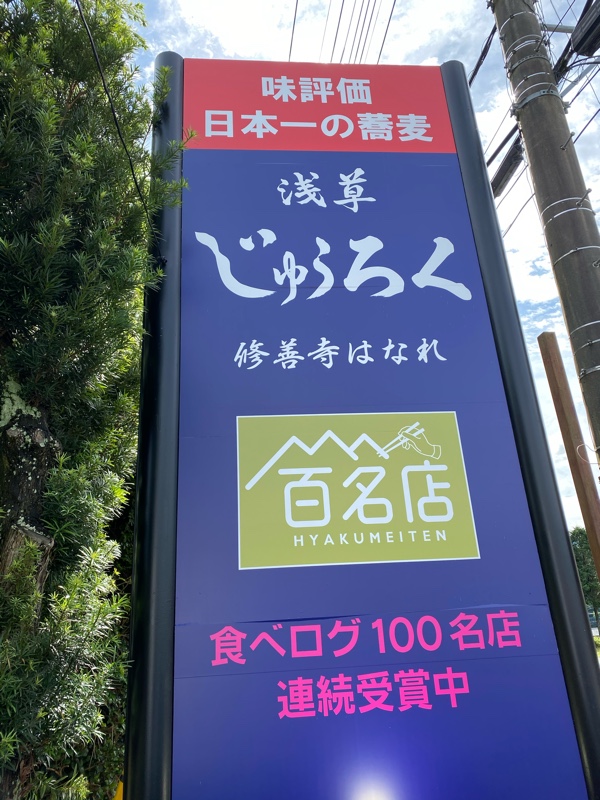 味評価
日本一の蕎麦
浅草
じゅうろく
修善寺はなれ
百名店
HYAKUMEITEN
食べログ100名店
連続受賞中